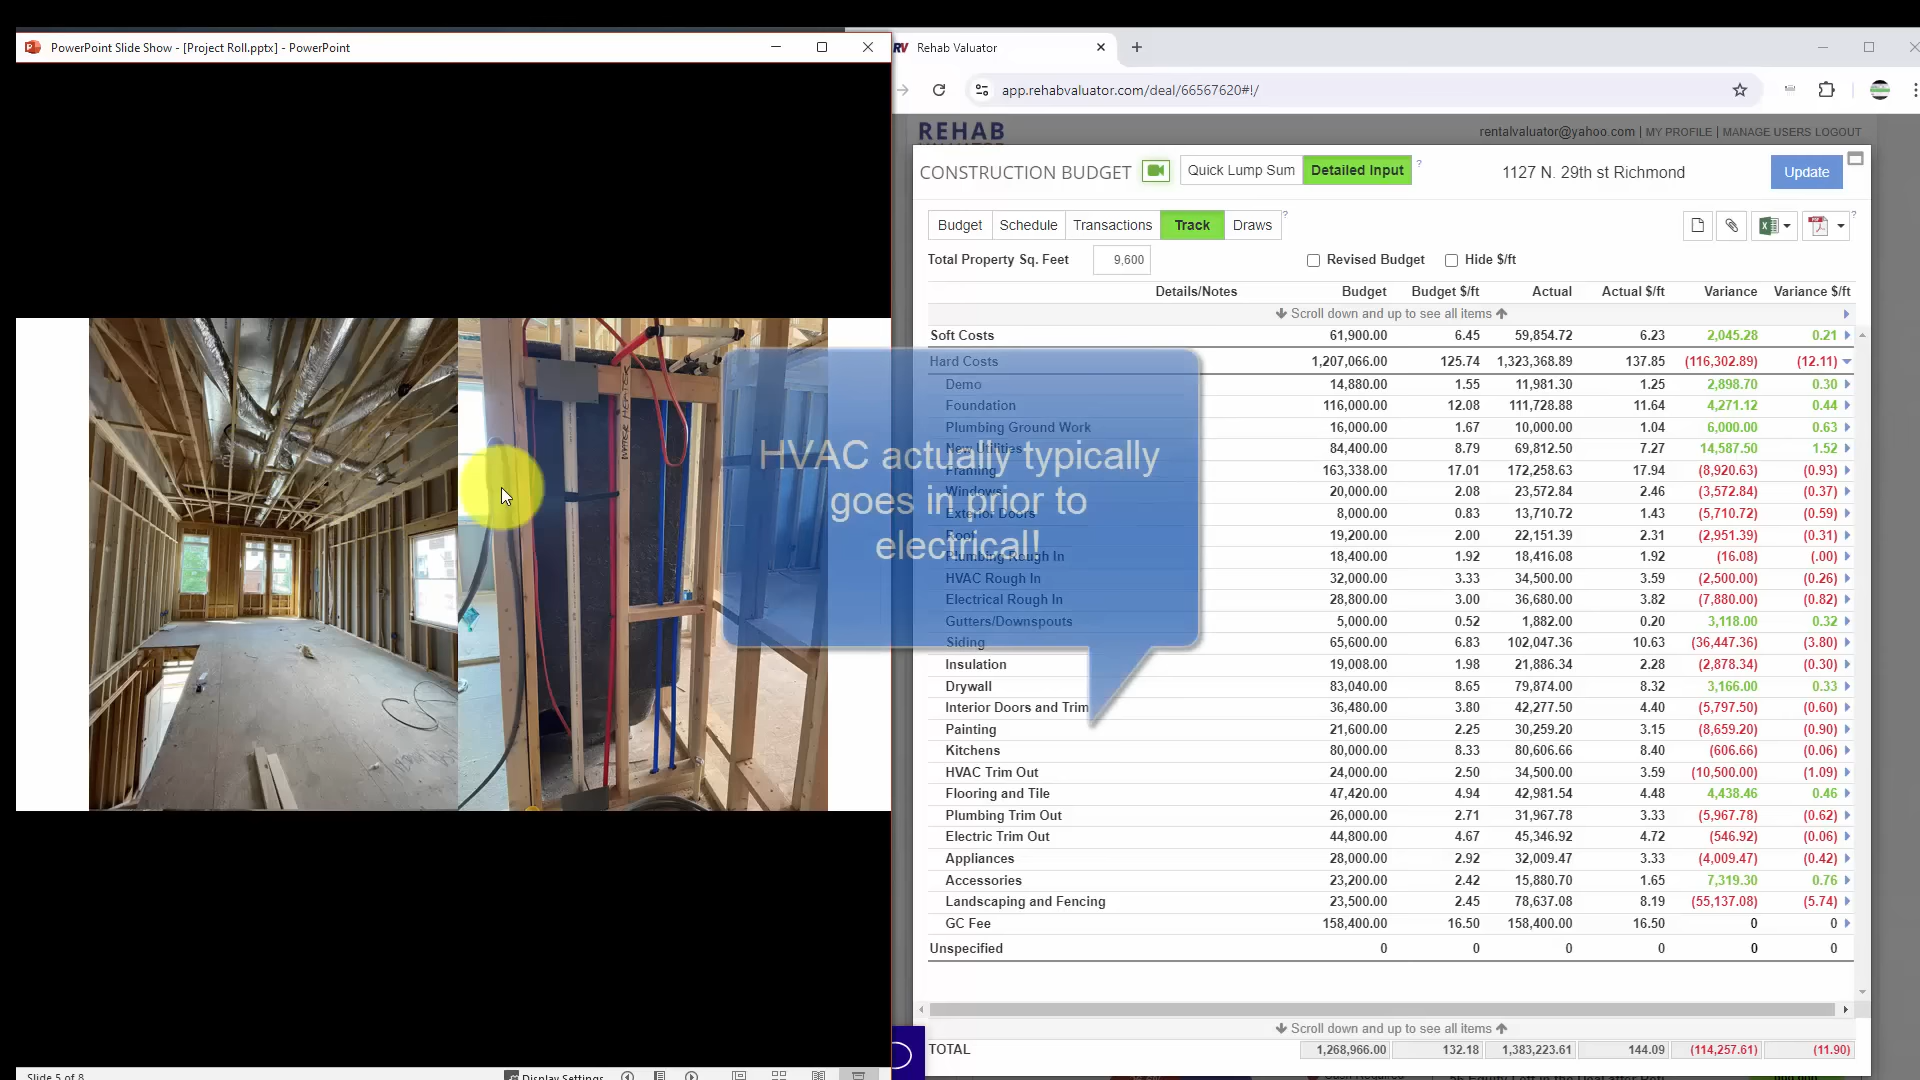 PowerPoint Slide Show - [Project Roll.pptx] - PowerPoint
RV Rehab Valuator
app.rehabvaluator.com/deal/66567620#!/
REHAB
rentalvaluator@yahoo.com | MY PROFILE | MANAGE USERS LOGOUT
CONSTRUCTION BUDGET Quick Lump Sum Detailed Input ? 1127 N. 29th st Richmond Update
Budget Schedule Transactions Track Draws ?
Total Property Sq. Feet 9,600 Revised Budget Hide $/ft
Details/Notes Budget Budget $/ft Actual Actual $/ft Variance Variance $/ft
Scroll down and up to see all items
Soft Costs 61,900.00 6.45 59,854.72 6.23 2,045.28 0.21
Hard Costs 1,207,066.00 125.74 1,323,368.89 137.85 (116,302.89) (12.11)
Demo 14,880.00 1.55 11,981.30 1.25 2,898.70 0.30
Foundation 116,000.00 12.08 111,728.88 11.64 4,271.12 0.44
Plumbing Ground Work 16,000.00 1.67 10,000.00 1.04 6,000.00 0.63
New Utilities 84,400.00 8.79 69,812.50 7.27 14,587.50 1.52
Framing 163,338.00 17.01 172,258.63 17.94 (8,920.63) (0.93)
Windows 20,000.00 2.08 23,572.84 2.46 (3,572.84) (0.37)
Exterior Doors 8,000.00 0.83 13,710.72 1.43 (5,710.72) (0.59)
Roof 19,200.00 2.00 22,151.39 2.31 (2,951.39) (0.31)
Plumbing Rough In 18,400.00 1.92 18,416.08 1.92 (16.08) (.00)
HVAC Rough In 32,000.00 3.33 34,500.00 3.59 (2,500.00) (0.26)
Electrical Rough In 28,800.00 3.00 36,680.00 3.82 (7,880.00) (0.82)
Gutters/Downspouts 5,000.00 0.52 1,882.00 0.20 3,118.00 0.32
Siding 65,600.00 6.83 102,047.36 10.63 (36,447.36) (3.80)
Insulation 19,008.00 1.98 21,886.34 2.28 (2,878.34) (0.30)
Drywall 83,040.00 8.65 79,874.00 8.32 3,166.00 0.33
Interior Doors and Trim 36,480.00 3.80 42,277.50 4.40 (5,797.50) (0.60)
Painting 21,600.00 2.25 30,259.20 3.15 (8,659.20) (0.90)
Kitchens 80,000.00 8.33 80,606.66 8.40 (606.66) (0.06)
HVAC Trim Out 24,000.00 2.50 34,500.00 3.59 (10,500.00) (1.09)
Flooring and Tile 47,420.00 4.94 42,981.54 4.48 4,438.46 0.46
Plumbing Trim Out 26,000.00 2.71 31,967.78 3.33 (5,967.78) (0.62)
Electric Trim Out 44,800.00 4.67 45,346.92 4.72 (546.92) (0.06)
Appliances 28,000.00 2.92 32,009.47 3.33 (4,009.47) (0.42)
Accessories 23,200.00 2.42 15,880.70 1.65 7,319.30 0.76
Landscaping and Fencing 23,500.00 2.45 78,637.08 8.19 (55,137.08) (5.74)
GC Fee 158,400.00 16.50 158,400.00 16.50 0 0
Unspecified 0 0 0 0 0 0
Scroll down and up to see all items
TOTAL 1,268,966.00 132.18 1,383,223.61 144.09 (114,257.61) (11.90)
HVAC actually typically
goes in prior to
electrical!
WATER HEATER
Slide 5 of 8 Display Settings